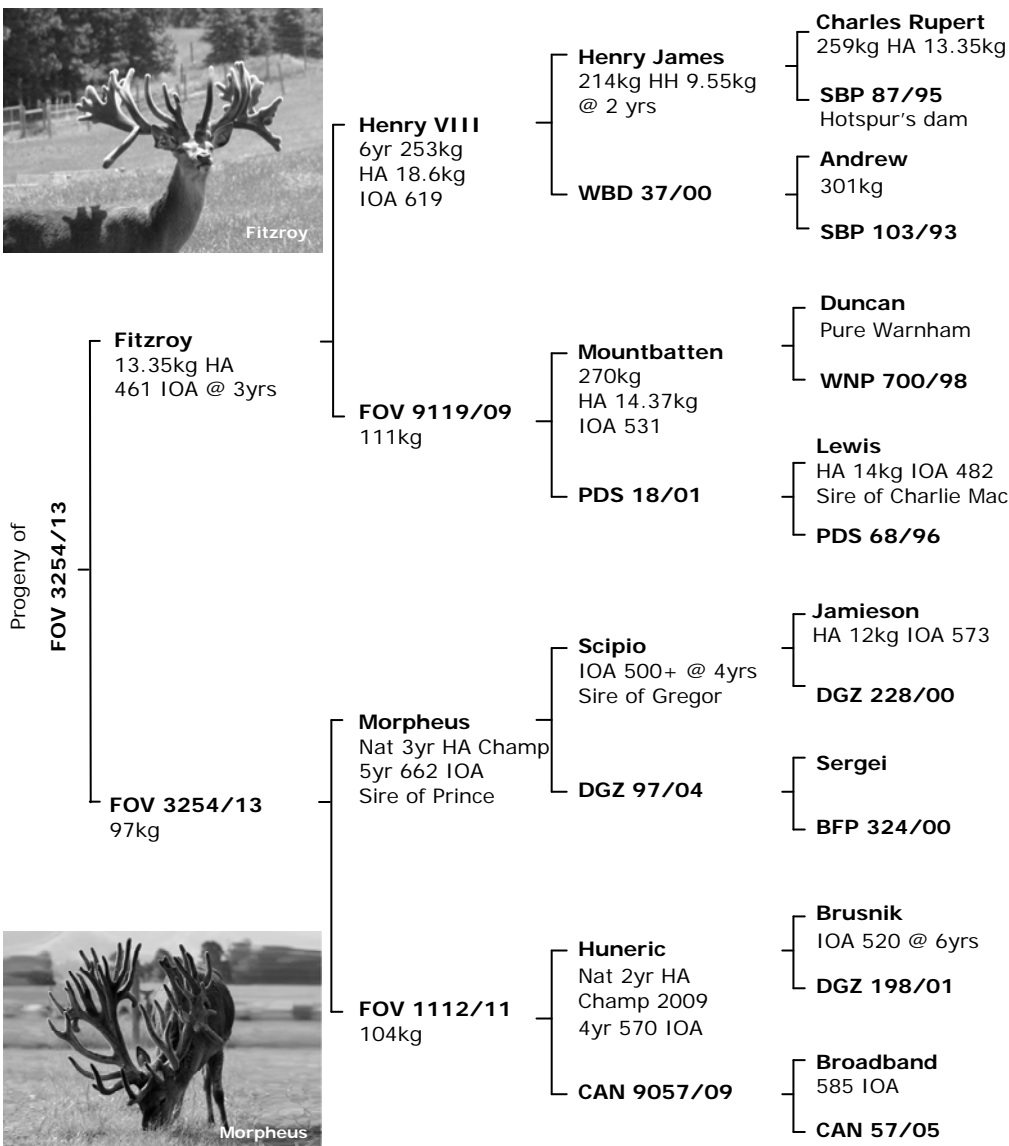 Fitzroy
Progeny of
FOV 3254/13
Fitzroy
13.35kg HA
461 IOA @ 3yrs
FOV 3254/13
97kg
Henry VIII
6yr 253kg
HA 18.6kg
IOA 619
FOV 9119/09
111kg
Morpheus
Nat 3yr HA Champ
5yr 662 IOA
Sire of Prince
FOV 1112/11
104kg
Henry James
214kg HH 9.55kg
@ 2 yrs
WBD 37/00
Mountbatten
270kg
HA 14.37kg
IOA 531
PDS 18/01
Scipio
IOA 500+ @ 4yrs
Sire of Gregor
DGZ 97/04
Huneric
Nat 2yr HA
Champ 2009
4yr 570 IOA
CAN 9057/09
Charles Rupert
259kg HA 13.35kg
SBP 87/95
Hotspur's dam
Andrew
301kg
SBP 103/93
Duncan
Pure Warnham
WNP 700/98
Lewis
HA 14kg IOA 482
Sire of Charlie Mac
PDS 68/96
Jamieson
HA 12kg IOA 573
DGZ 228/00
Sergei
BFP 324/00
Brusnik
IOA 520 @ 6yrs
DGZ 198/01
Broadband
585 IOA
CAN 57/05
Morpheus